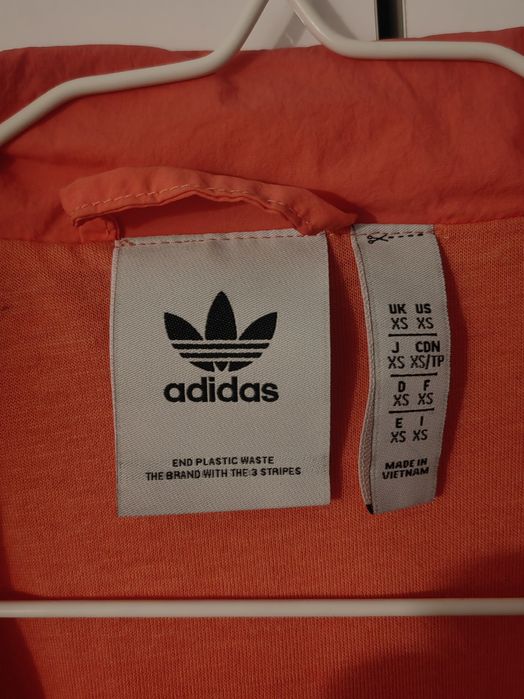 adidas
END PLASTIC WASTE
THE BRAND WITH THE 3 STRIPES
UK US
XS XS
J CDN
XS XS/TP
D F
XS XS
E I
XS XS
MADE IN
VIETNAM